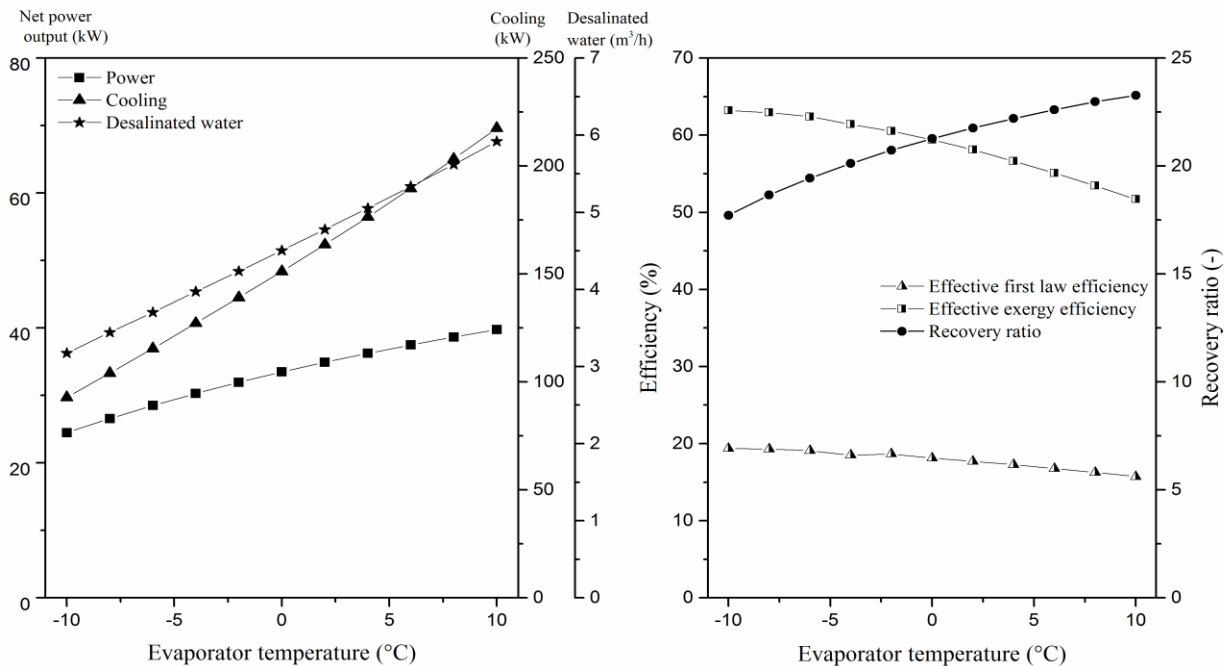 Net power
output (kW)
Cooling
(kW)
Desalinated
water (m³/h)
80
60
40
20
0
250
200
150
100
50
0
7
6
5
4
3
2
1
0
Power
Cooling
Desalinated water
-10
-5
0
5
10
Evaporator temperature (°C)
70
60
50
40
30
20
10
0
Efficiency (%)
25
20
15
10
5
0
Recovery ratio (-)
Effective first law efficiency
Effective exergy efficiency
Recovery ratio
-10
-5
0
5
10
Evaporator temperature (°C)